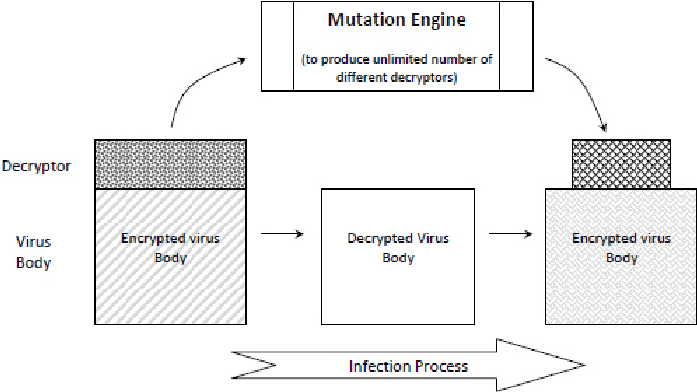 Mutation Engine
(to produce unlimited number of
different decryptors)
Decryptor
Virus
Body
Encrypted virus
Body
Decrypted Virus
Body
Encrypted virus
Body
Infection Process